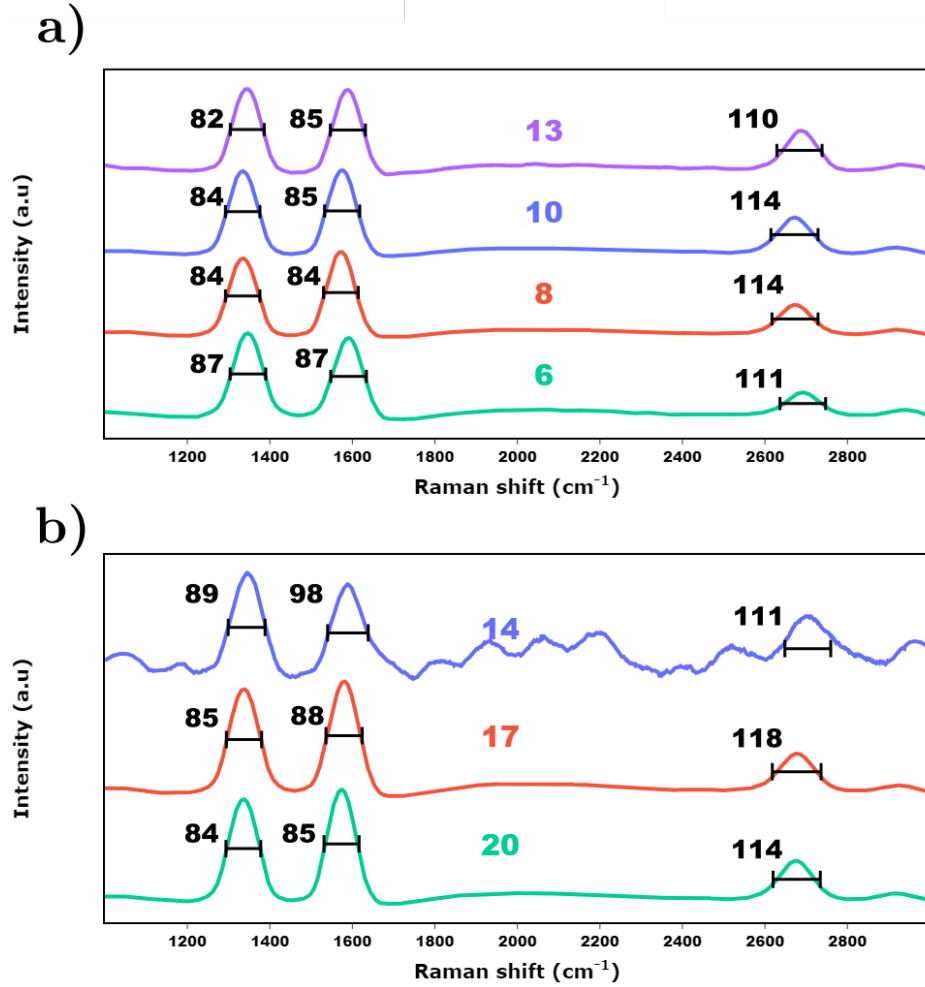 a)
82 85 13 110
84 85 10 114
84 84 8 114
87 87 6 111
Intensity (a.u)
1200 1400 1600 1800 2000 2200 2400 2600 2800
Raman shift (cm⁻¹)
b)
89 98 14 111
85 88 17 118
84 85 20 114
Intensity (a.u)
1200 1400 1600 1800 2000 2200 2400 2600 2800
Raman shift (cm⁻¹)